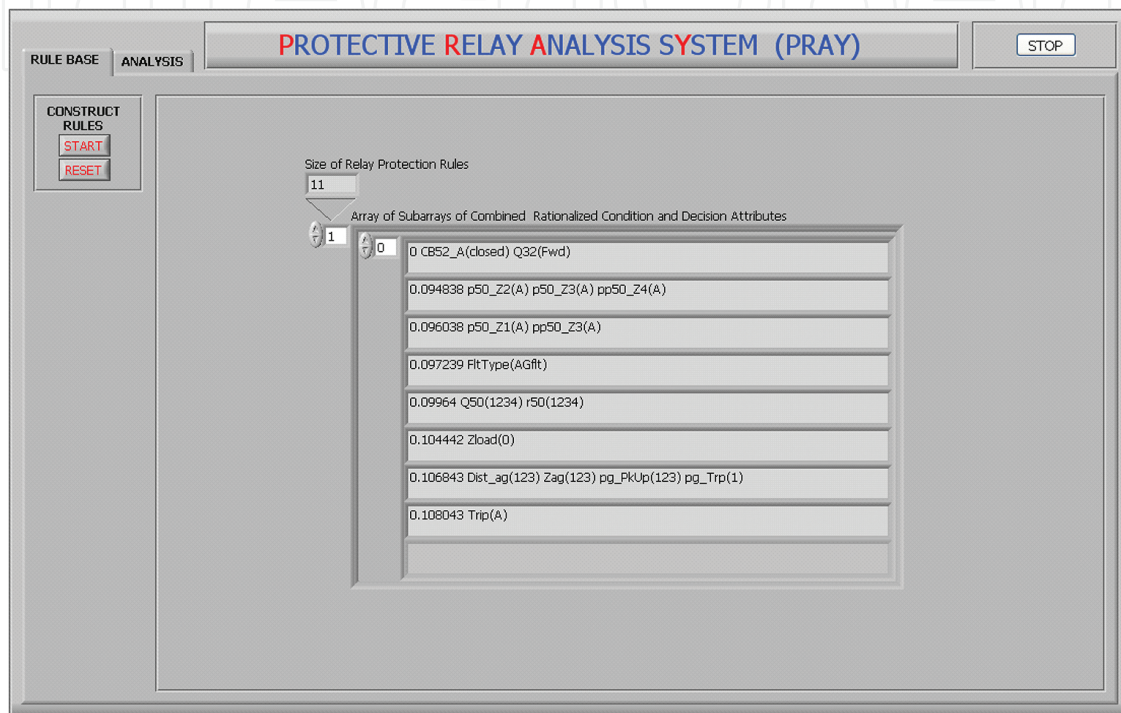 PROTECTIVE RELAY ANALYSIS SYSTEM (PRAY)
STOP
RULE BASE
ANALYSIS
CONSTRUCT
RULES
START
RESET
Size of Relay Protection Rules
11
Array of Subarrays of Combined Rationalized Condition and Decision Attributes
1
0
0 CB52_A(closed) Q32(Fwd)
0.094838 p50_Z2(A) p50_Z3(A) pp50_Z4(A)
0.096038 p50_Z1(A) pp50_Z3(A)
0.097239 FltType(AGflt)
0.09964 Q50(1234) r50(1234)
0.104442 Zload(0)
0.106843 Dist_ag(123) Zag(123) pg_PkUp(123) pg_Trp(1)
0.108043 Trip(A)